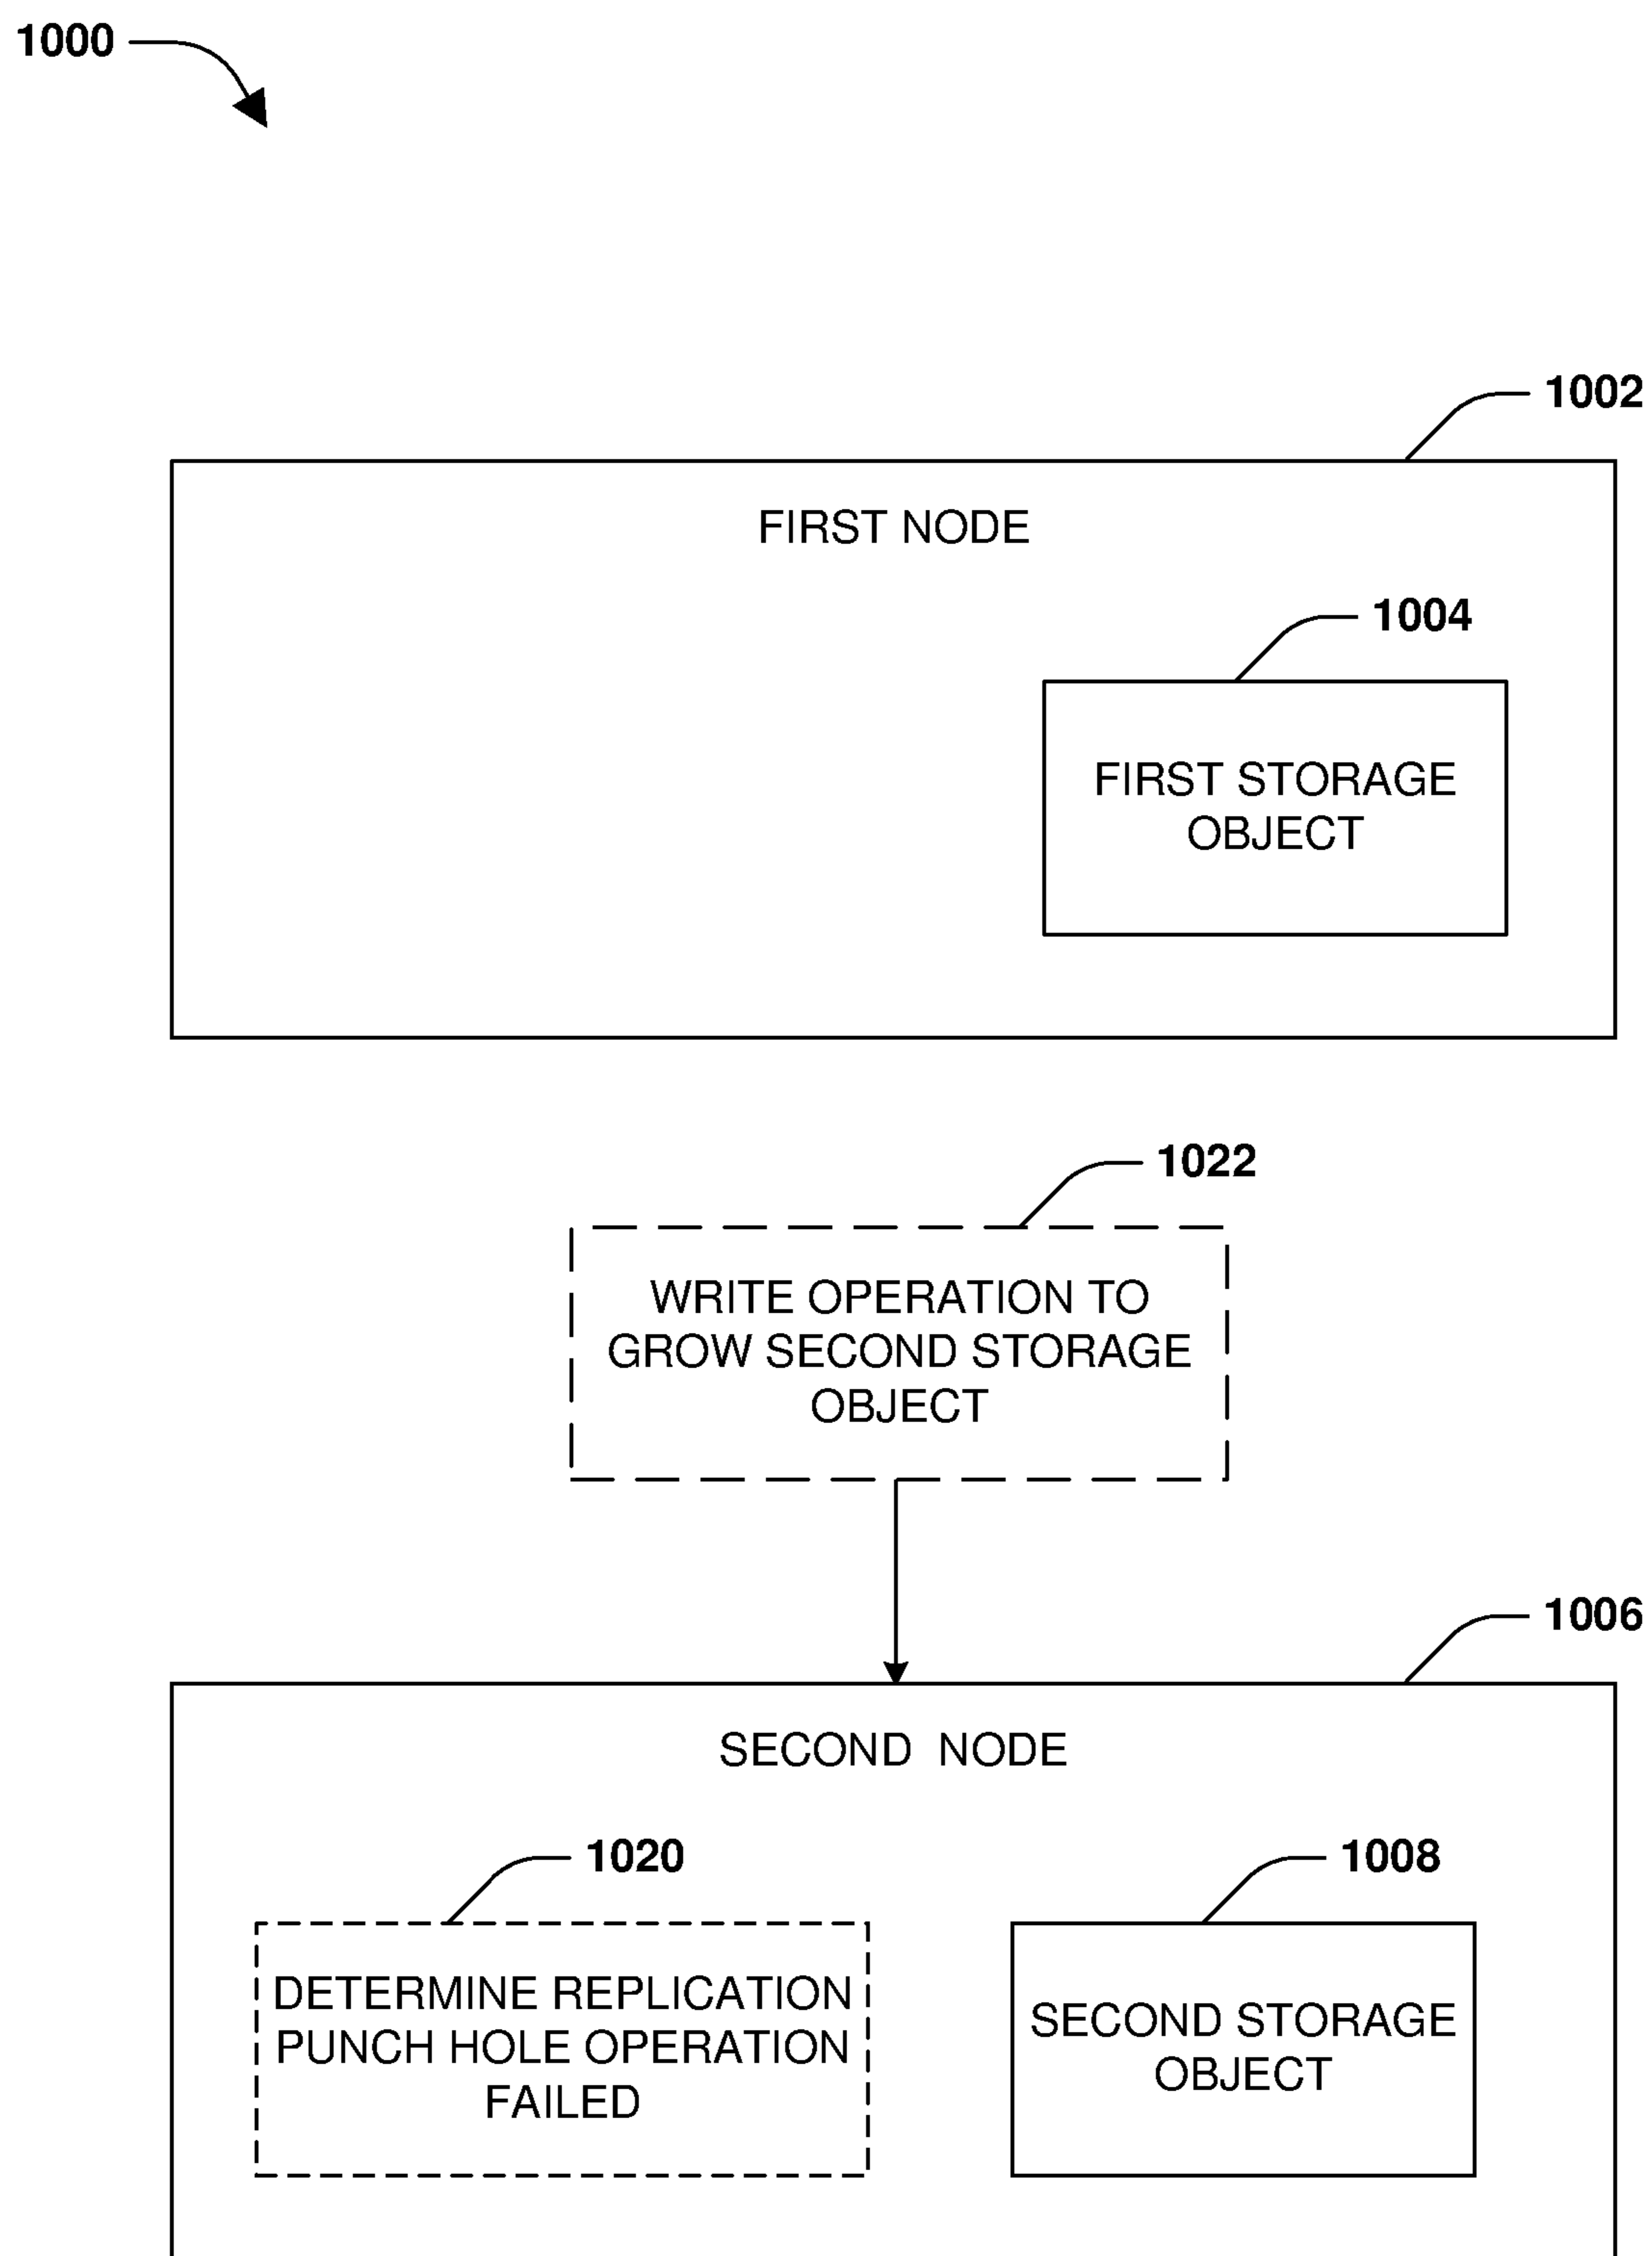 1000
1002
FIRST NODE
1004
FIRST STORAGE
OBJECT
1022
WRITE OPERATION TO
GROW SECOND STORAGE
OBJECT
1006
SECOND NODE
1020
DETERMINE REPLICATION
PUNCH HOLE OPERATION
FAILED
1008
SECOND STORAGE
OBJECT